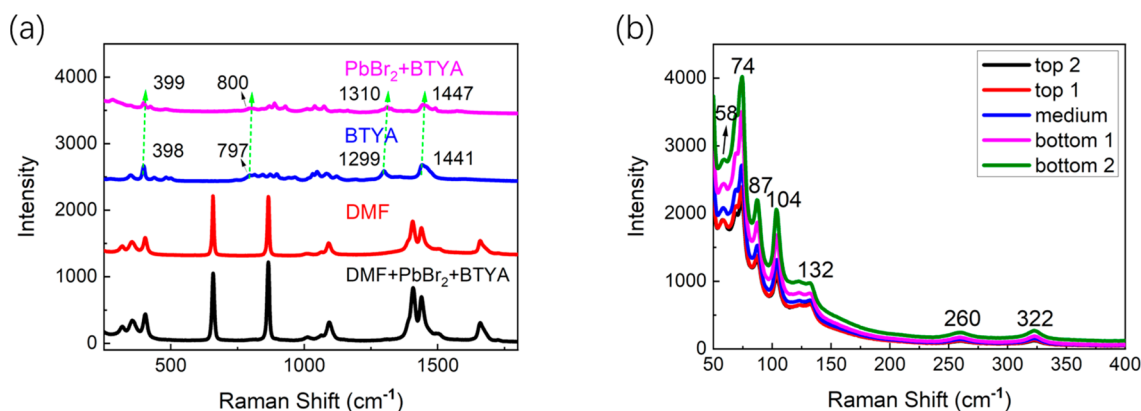 (a)
4000
3000
2000
1000
0
Intensity
500
1000
1500
Raman Shift (cm⁻¹)
PbBr₂+BTYA
399
800
1310
1447
BTYA
398
797
1299
1441
DMF
DMF+PbBr₂+BTYA
(b)
4000
3000
2000
1000
0
Intensity
50
100
150
200
250
300
350
400
Raman Shift (cm⁻¹)
74
58
87
104
132
260
322
top 2
top 1
medium
bottom 1
bottom 2